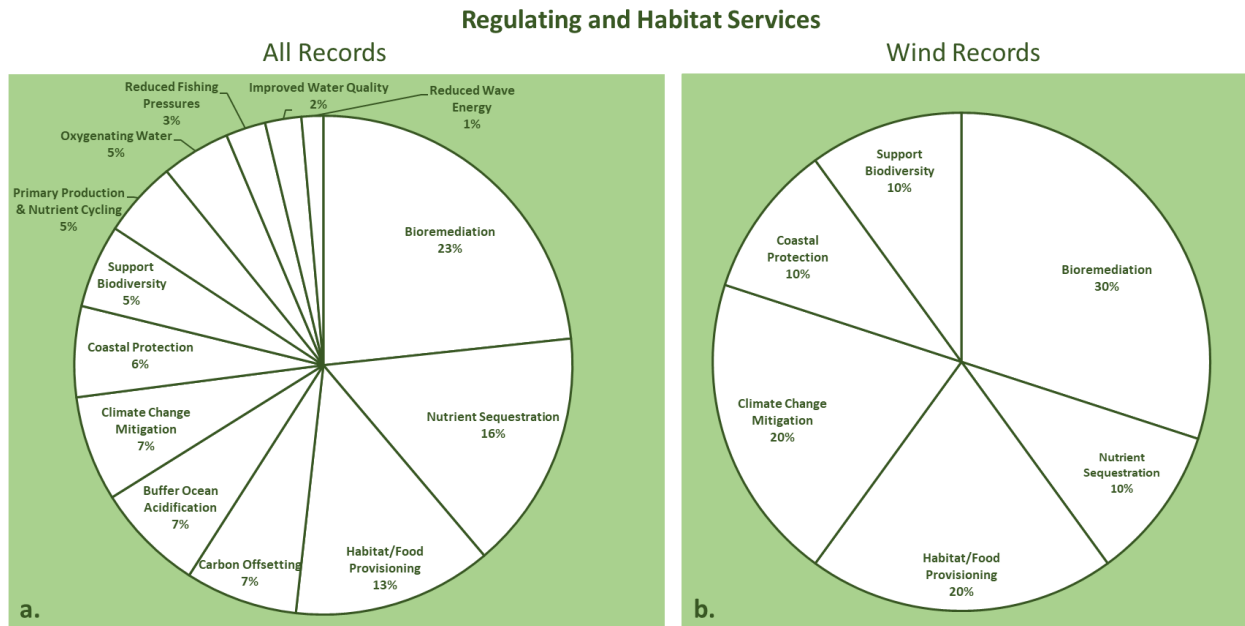 Regulating and Habitat Services
All Records
Reduced Fishing
Pressures
3%
Improved Water Quality
2%
Reduced Wave
Energy
1%
Oxygenating Water
5%
Primary Production
& Nutrient Cycling
5%
Support
Biodiversity
5%
Coastal Protection
6%
Climate Change
Mitigation
7%
Buffer Ocean
Acidification
7%
Carbon Offsetting
7%
Habitat/Food
Provisioning
13%
Nutrient Sequestration
16%
Bioremediation
23%
a.
Wind Records
Support
Biodiversity
10%
Coastal
Protection
10%
Bioremediation
30%
Climate Change
Mitigation
20%
Nutrient
Sequestration
10%
Habitat/Food
Provisioning
20%
b.